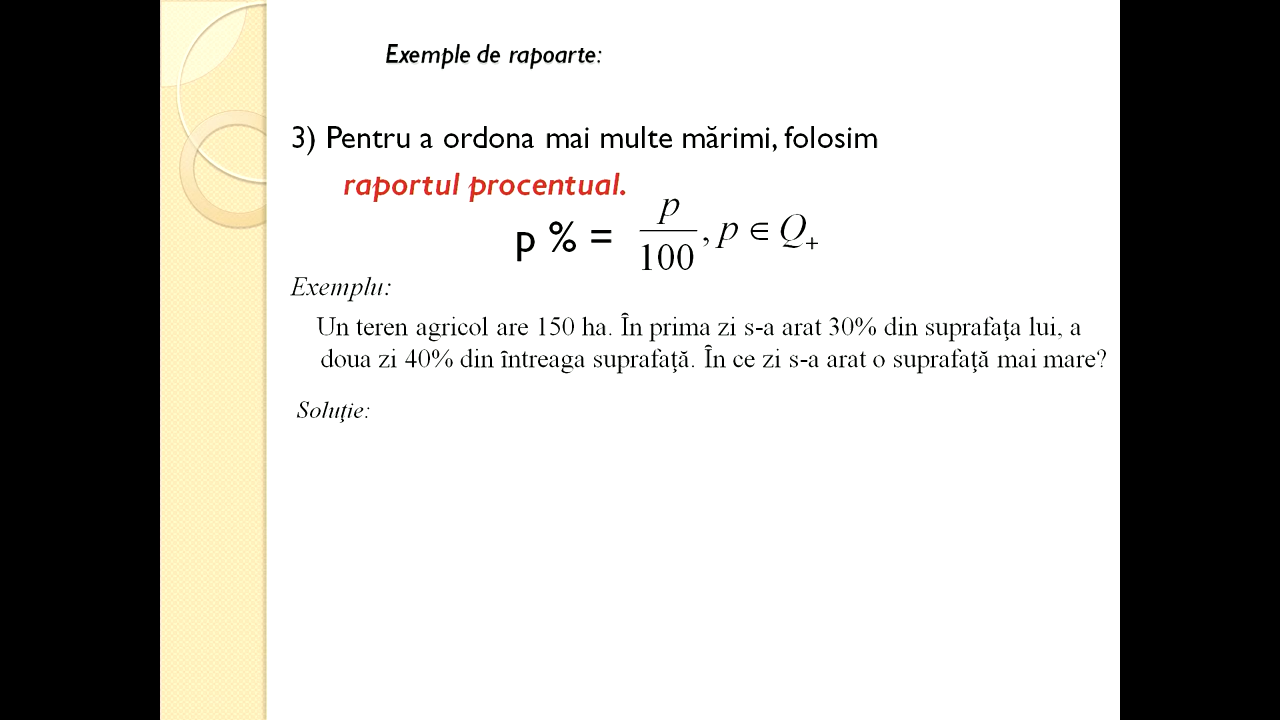 Exemple de rapoarte:
3) Pentru a ordona mai multe mărimi, folosim
raportul procentual.
p % = p/100, p ∈ Q₊
Exemplu:
Un teren agricol are 150 ha. În prima zi s-a arat 30% din suprafaţa lui, a
doua zi 40% din întreaga suprafaţă. În ce zi s-a arat o suprafaţă mai mare?
Soluţie: